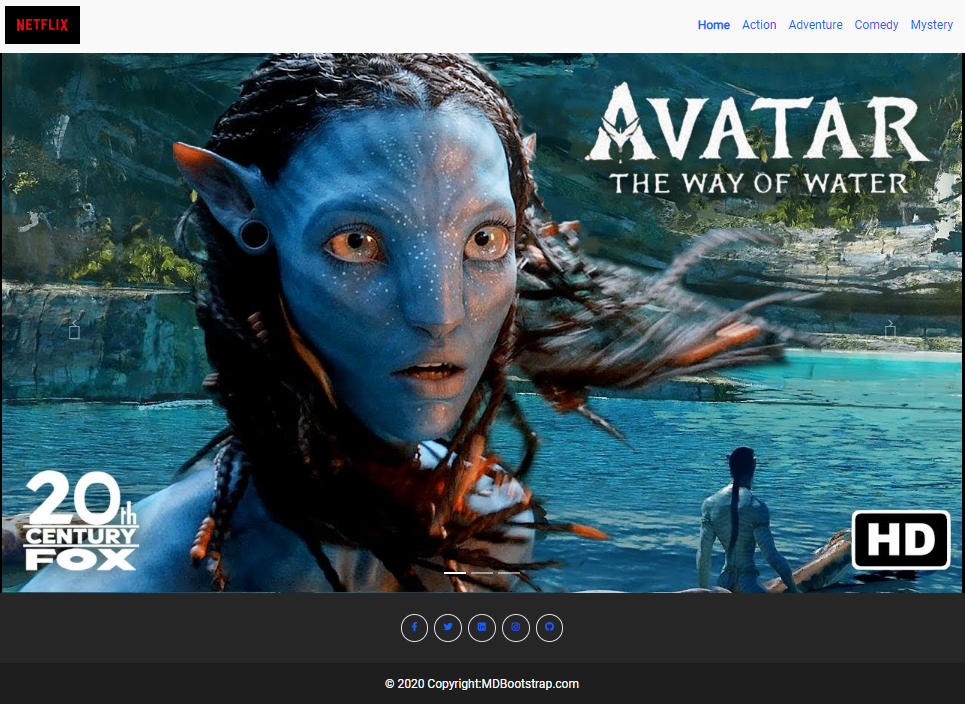 NETFLIX
Home Action Adventure Comedy Mystery
AVATAR
THE WAY OF WATER
20th
CENTURY
FOX
HD
© 2020 Copyright:MDBootstrap.com